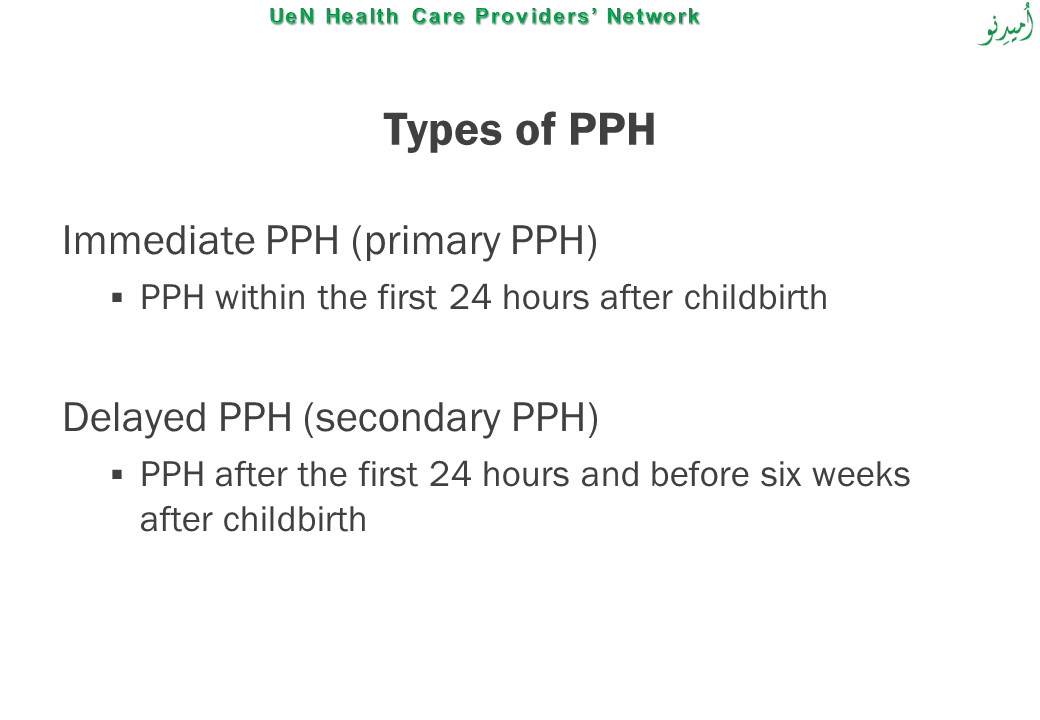 UeN Health Care Providers’ Network
اُمیدِنو
Types of PPH
Immediate PPH (primary PPH)
▪ PPH within the first 24 hours after childbirth
Delayed PPH (secondary PPH)
▪ PPH after the first 24 hours and before six weeks
after childbirth